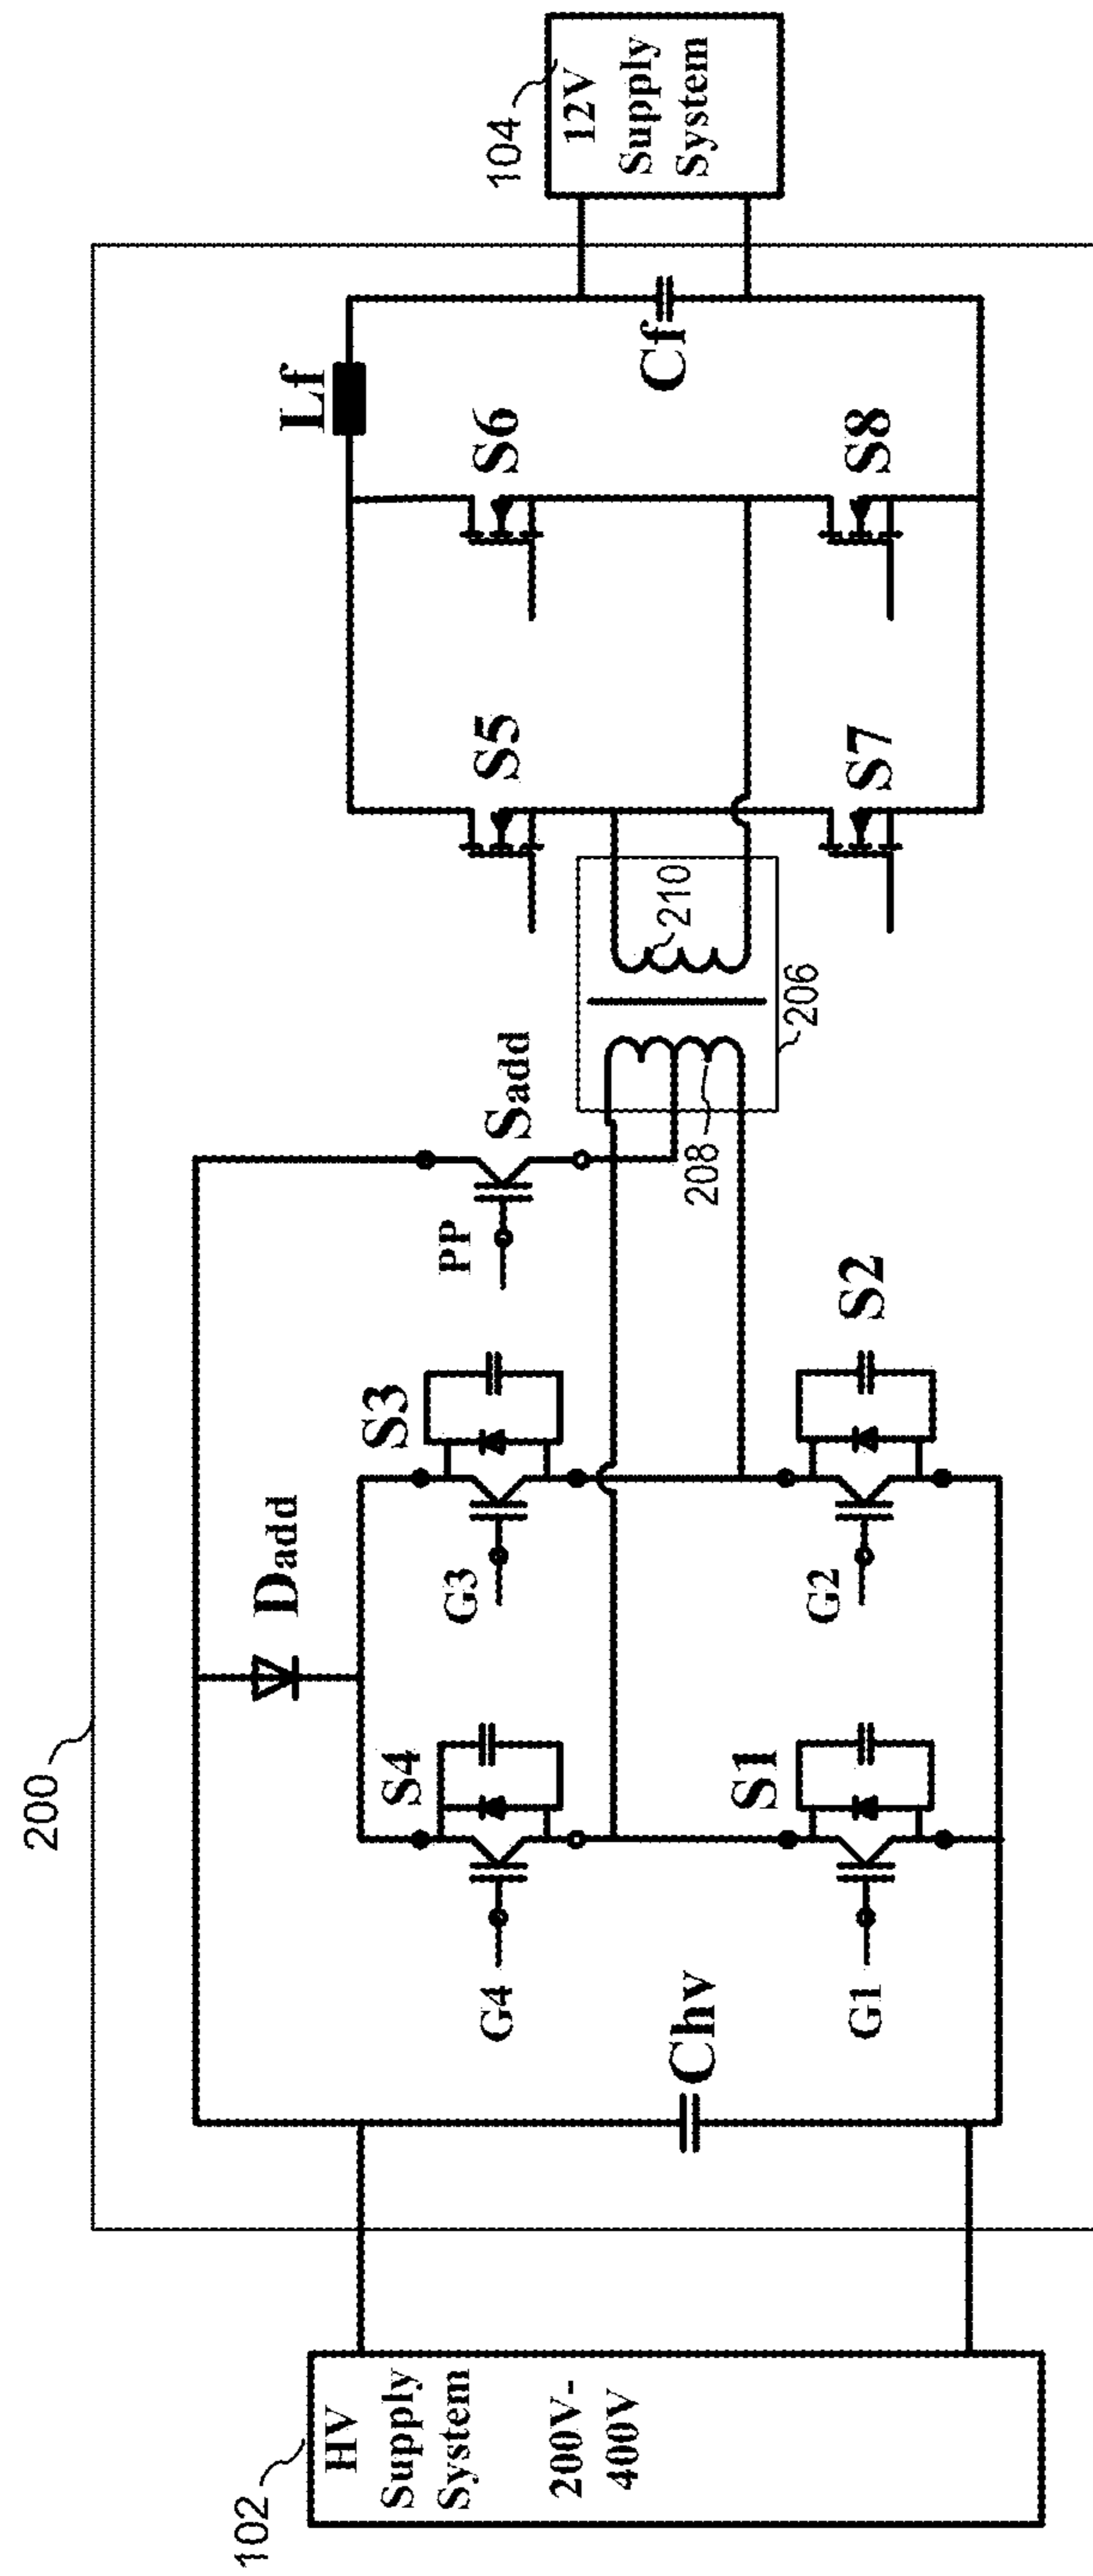 200
102
HV
Supply
System
200V-
400V
Chv
Dadd
S4
G4
S3
G3
S1
G1
S2
G2
PP
Sadd
208
206
210
S5
S6
S7
S8
Lf
Cf
104
12V
Supply
System